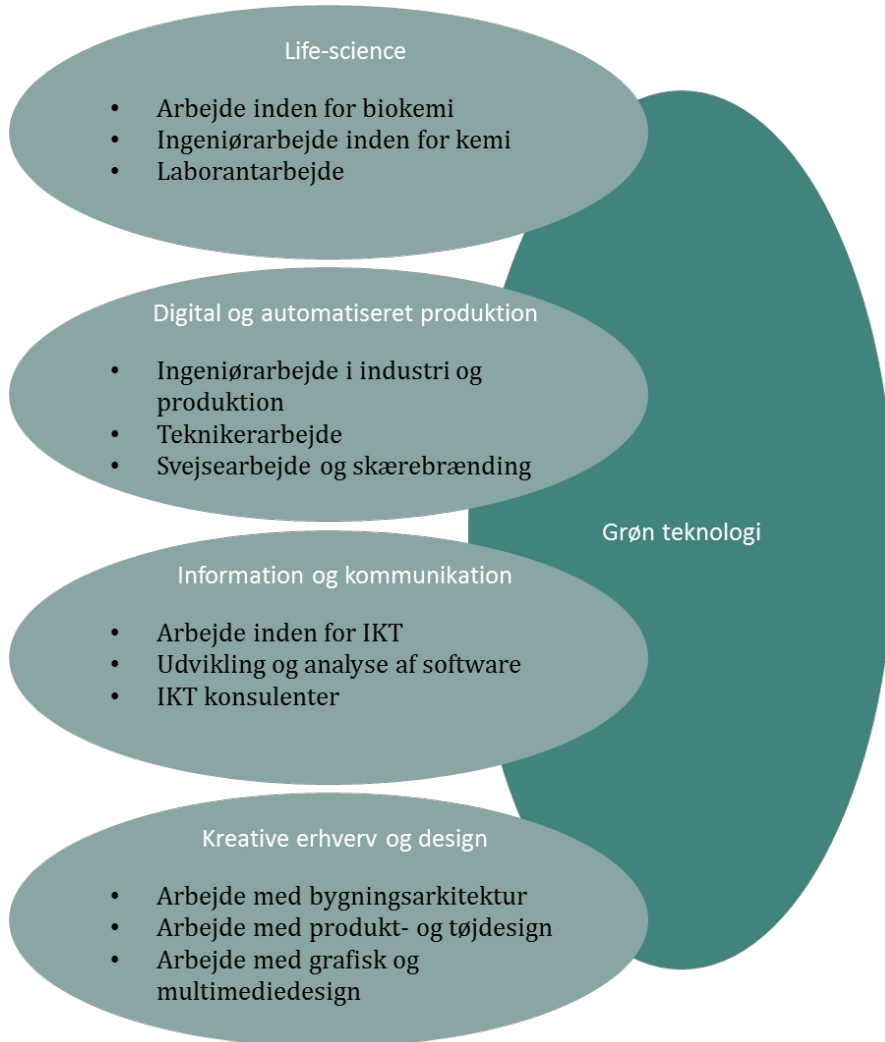 Life-science
• Arbejde inden for biokemi
• Ingeniørarbejde inden for kemi
• Laborantarbejde
Digital og automatiseret produktion
• Ingeniørarbejde i industri og
produktion
• Teknikerarbejde
• Svejsearbejde og skærebrænding
Grøn teknologi
Information og kommunikation
• Arbejde inden for IKT
• Udvikling og analyse af software
• IKT konsulenter
Kreative erhverv og design
• Arbejde med bygningsarkitektur
• Arbejde med produkt- og tøjdesign
• Arbejde med grafisk og
multimediedesign